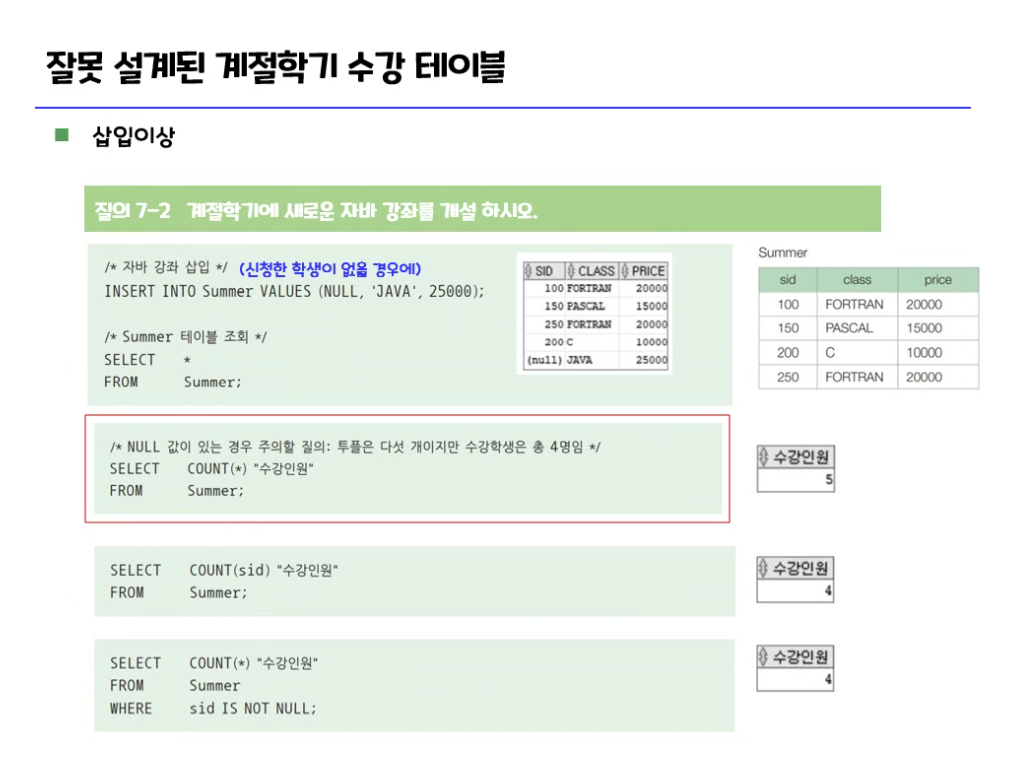 잘못 설계된 계절학기 수강 테이블
삽입이상
질의 7-2 계절학기에 새로운 자바 강좌를 개설 하시오.
/* 자바 강좌 삽입 */ (신청한 학생이 없을 경우에)
INSERT INTO Summer VALUES (NULL, 'JAVA', 25000);
/* Summer 테이블 조회 */
SELECT *
FROM Summer;
SID CLASS PRICE
100 FORTRAN 20000
150 PASCAL 15000
250 FORTRAN 20000
200 C 10000
(null) JAVA 25000
Summer
sid class price
100 FORTRAN 20000
150 PASCAL 15000
200 C 10000
250 FORTRAN 20000
/* NULL 값이 있는 경우 주의할 질의: 투플은 다섯 개이지만 수강학생은 총 4명임 */
SELECT COUNT(*) "수강인원"
FROM Summer;
수강인원
5
SELECT COUNT(sid) "수강인원"
FROM Summer;
수강인원
4
SELECT COUNT(*) "수강인원"
FROM Summer
WHERE sid IS NOT NULL;
수강인원
4